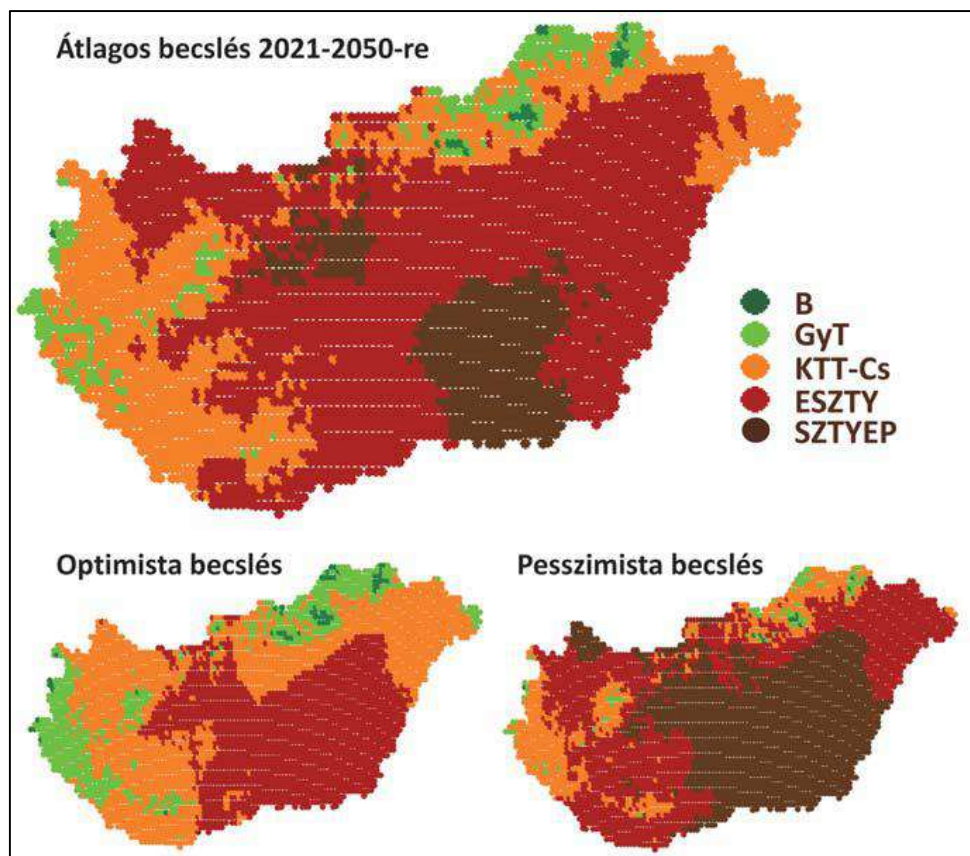 Átlagos becslés 2021-2050-re
B
GyT
KTT-Cs
ESZTY
SZTYEP
Optimista becslés
Pesszimista becslés